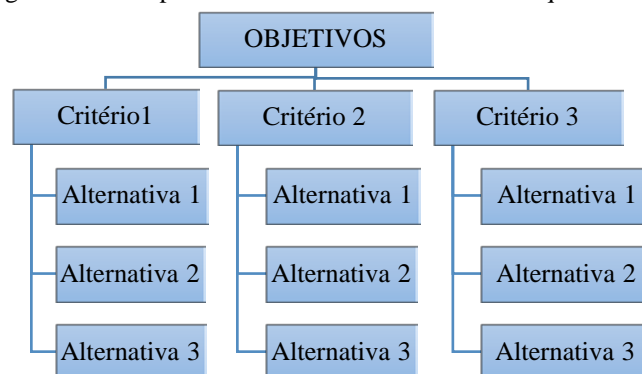 OBJETIVOS
Critério1
Critério 2
Critério 3
Alternativa 1
Alternativa 1
Alternativa 1
Alternativa 2
Alternativa 2
Alternativa 2
Alternativa 3
Alternativa 3
Alternativa 3